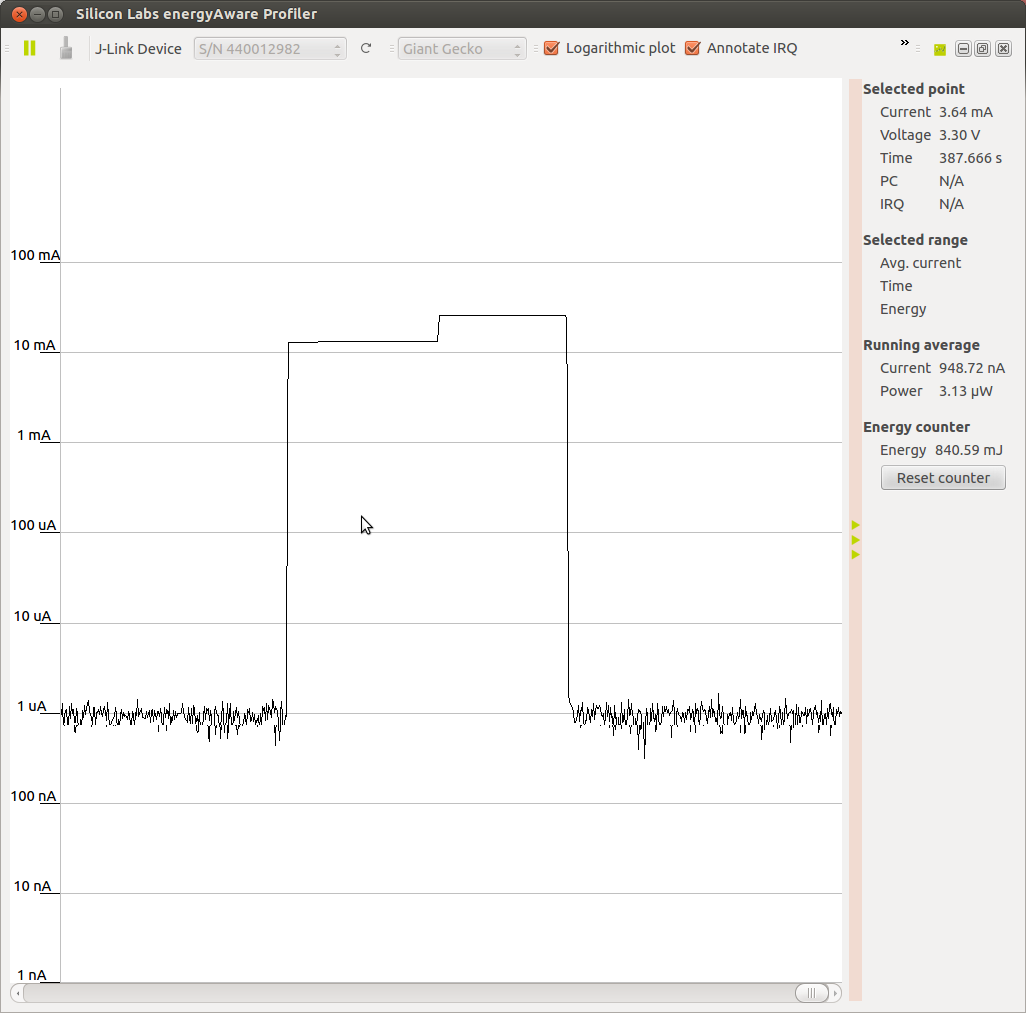 Silicon Labs energyAware Profiler
J-Link Device S/N 440012982 Giant Gecko Logarithmic plot Annotate IRQ »
100 mA
10 mA
1 mA
100 uA
10 uA
1 uA
100 nA
10 nA
1 nA
Selected point
Current 3.64 mA
Voltage 3.30 V
Time 387.666 s
PC N/A
IRQ N/A
Selected range
Avg. current
Time
Energy
Running average
Current 948.72 nA
Power 3.13 µW
Energy counter
Energy 840.59 mJ
Reset counter